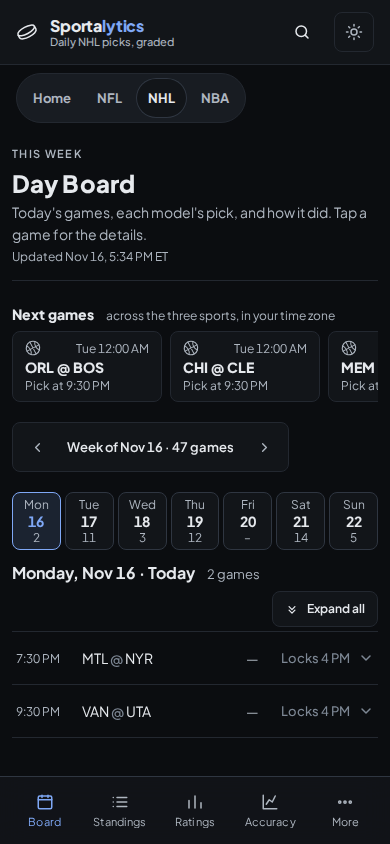 Sportalytics
Daily NHL picks, graded
Home NFL NHL NBA
THIS WEEK
Day Board
Today's games, each model's pick, and how it did. Tap a
game for the details.
Updated Nov 16, 5:34 PM ET
Next games across the three sports, in your time zone
Tue 12:00 AM
ORL @ BOS
Pick at 9:30 PM
Tue 12:00 AM
CHI @ CLE
Pick at 9:30 PM
MEM
Pick at
Week of Nov 16 · 47 games
Mon Tue Wed Thu Fri Sat Sun
16 17 18 19 20 21 22
2 11 3 12 – 14 5
Monday, Nov 16 · Today 2 games
Expand all
7:30 PM MTL @ NYR — Locks 4 PM
9:30 PM VAN @ UTA — Locks 4 PM
Board Standings Ratings Accuracy More